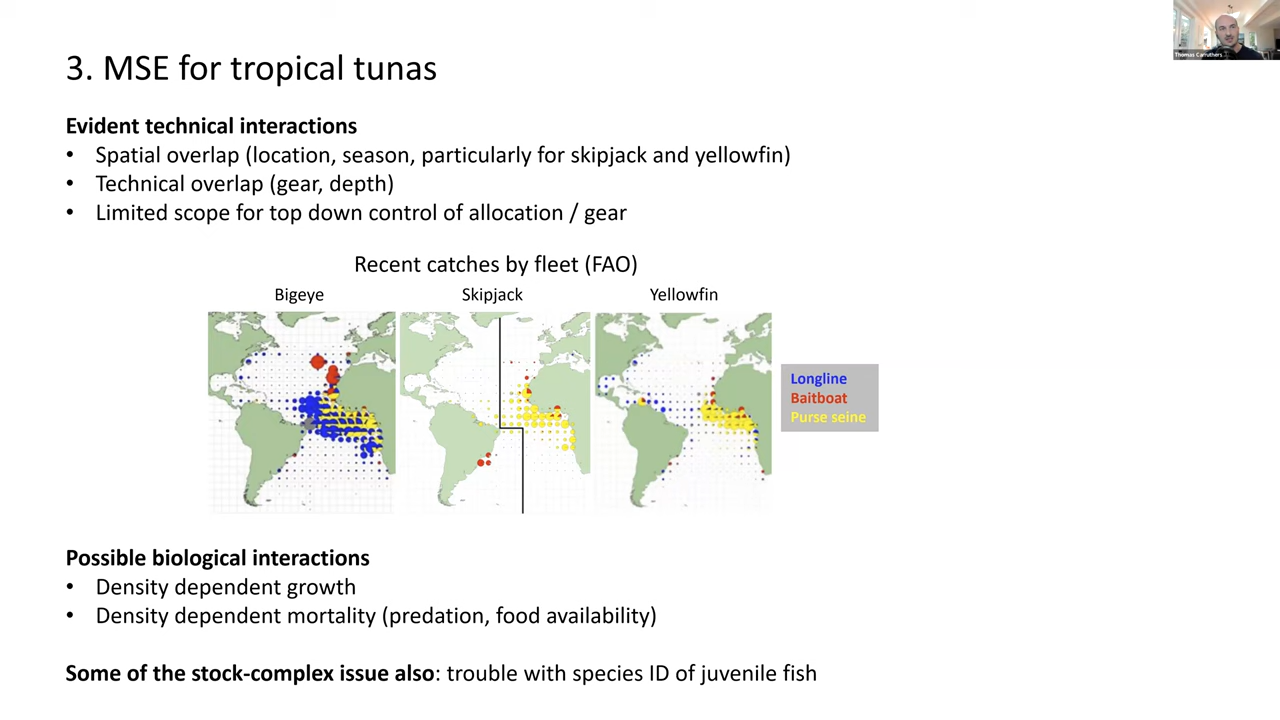 Thomas Carruthers
3. MSE for tropical tunas
Evident technical interactions
• Spatial overlap (location, season, particularly for skipjack and yellowfin)
• Technical overlap (gear, depth)
• Limited scope for top down control of allocation / gear
Recent catches by fleet (FAO)
Bigeye
Skipjack
Yellowfin
Longline
Baitboat
Purse seine
Possible biological interactions
• Density dependent growth
• Density dependent mortality (predation, food availability)
Some of the stock-complex issue also: trouble with species ID of juvenile fish